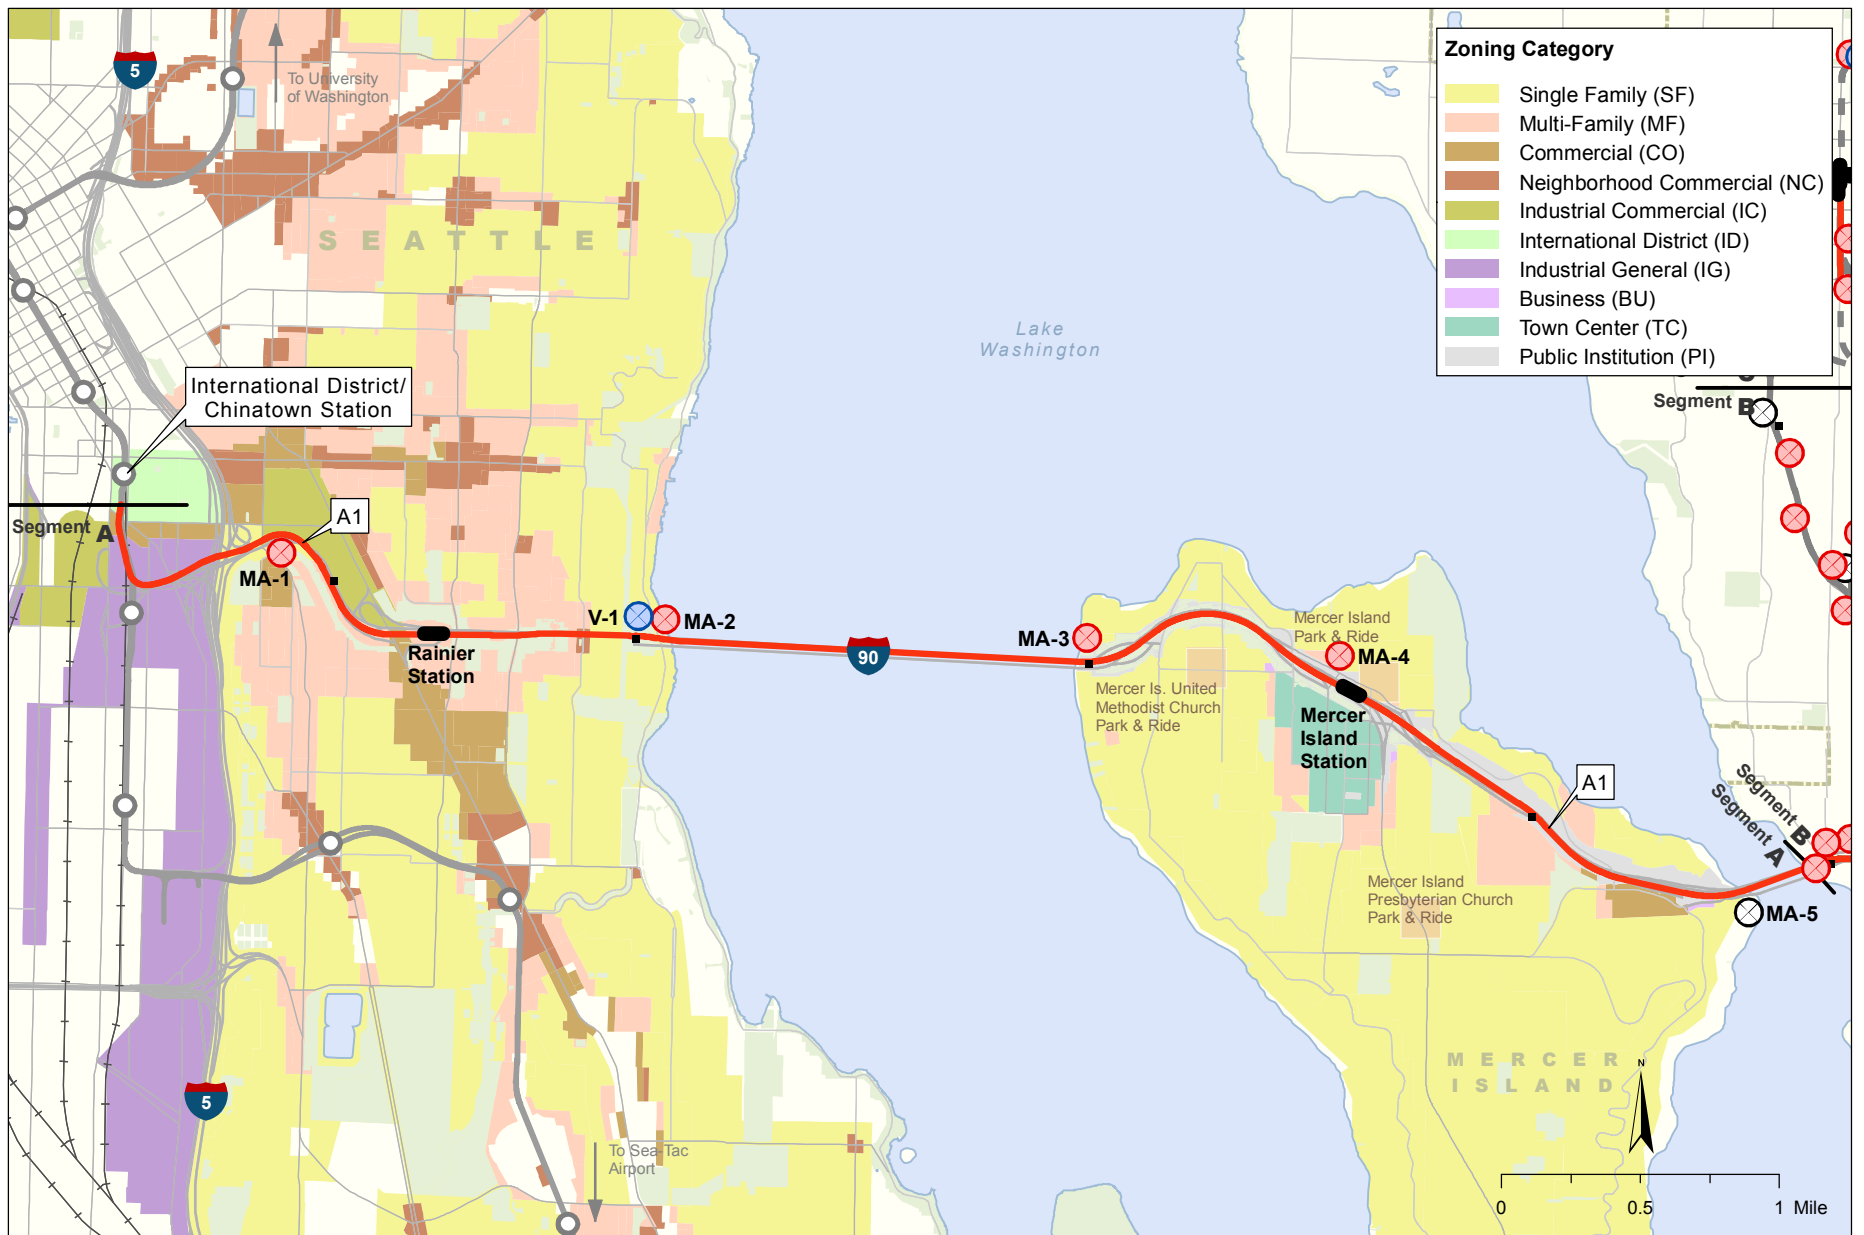 Zoning Category
Single Family (SF)
Multi-Family (MF)
Commercial (CO)
Neighborhood Commercial (NC)
Industrial Commercial (IC)
International District (ID)
Industrial General (IG)
Business (BU)
Town Center (TC)
Public Institution (PI)
5
To University
of Washington
SEATTLE
Lake
Washington
International District/
Chinatown Station
Segment A
A1
MA-1
Rainier
Station
V-1
MA-2
90
MA-3
Mercer Is. United
Methodist Church
Park & Ride
Mercer Island
Park & Ride
MA-4
Mercer
Island
Station
A1
Segment B
Segment B
Segment A
MA-5
Mercer Island
Presbyterian Church
Park & Ride
MERCER
ISLAND
N
5
To Sea-Tac
Airport
0 0.5 1 Mile